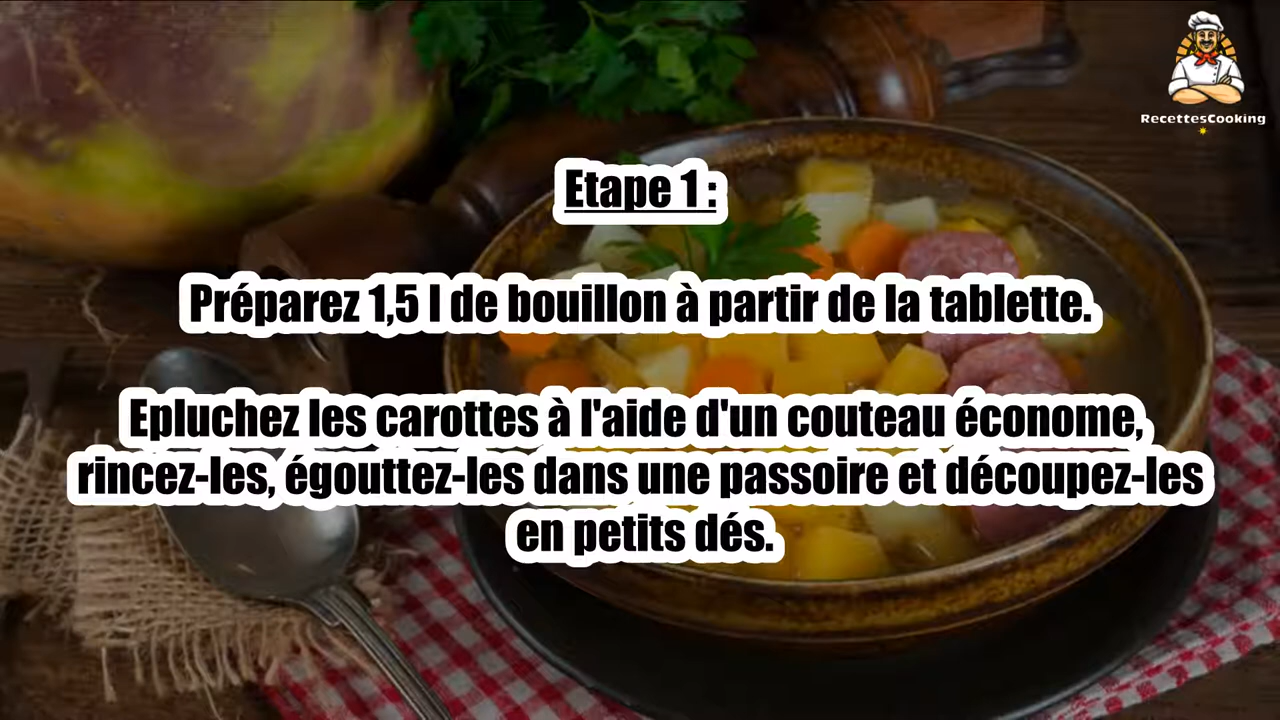 RecettesCooking
Etape 1 :
Préparez 1,5 l de bouillon à partir de la tablette.
Epluchez les carottes à l'aide d'un couteau économe,
rincez-les, égouttez-les dans une passoire et découpez-les
en petits dés.